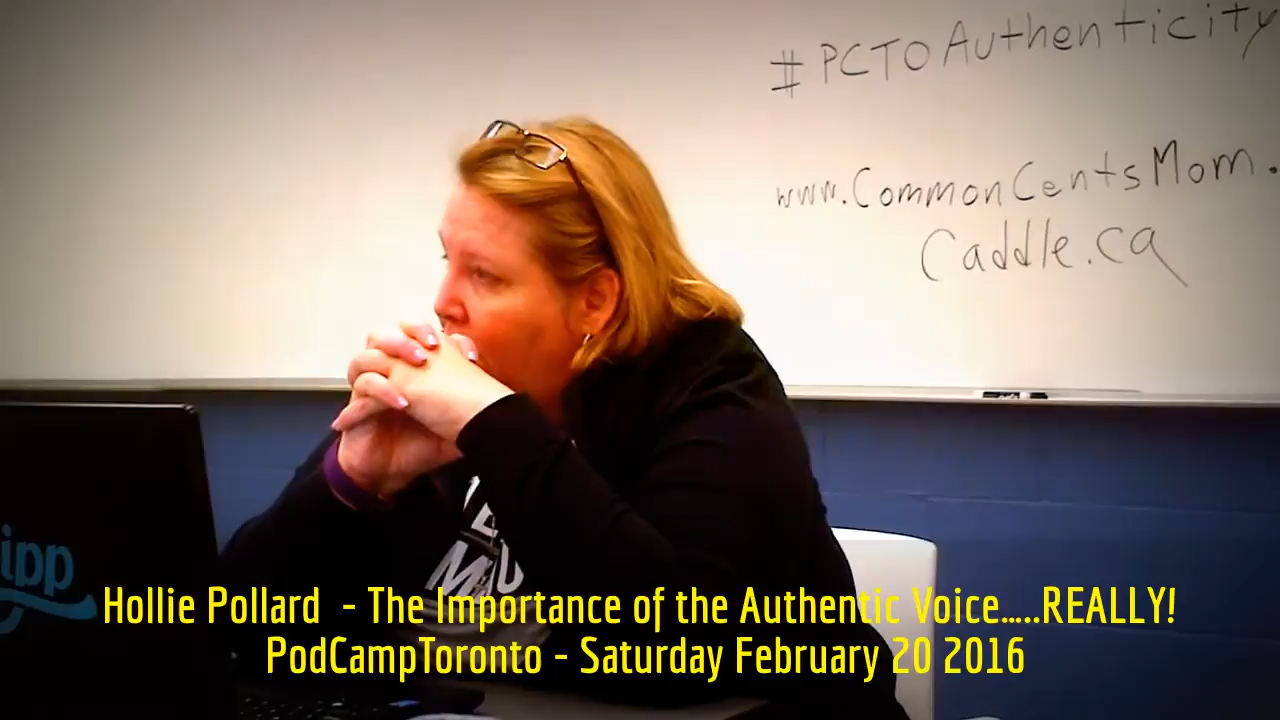 #PCTOAuthenticity
www.CommonCentsMom.
Caddle.ca
ipp
Hollie Pollard - The Importance of the Authentic Voice.....REALLY!
PodCampToronto - Saturday February 20 2016